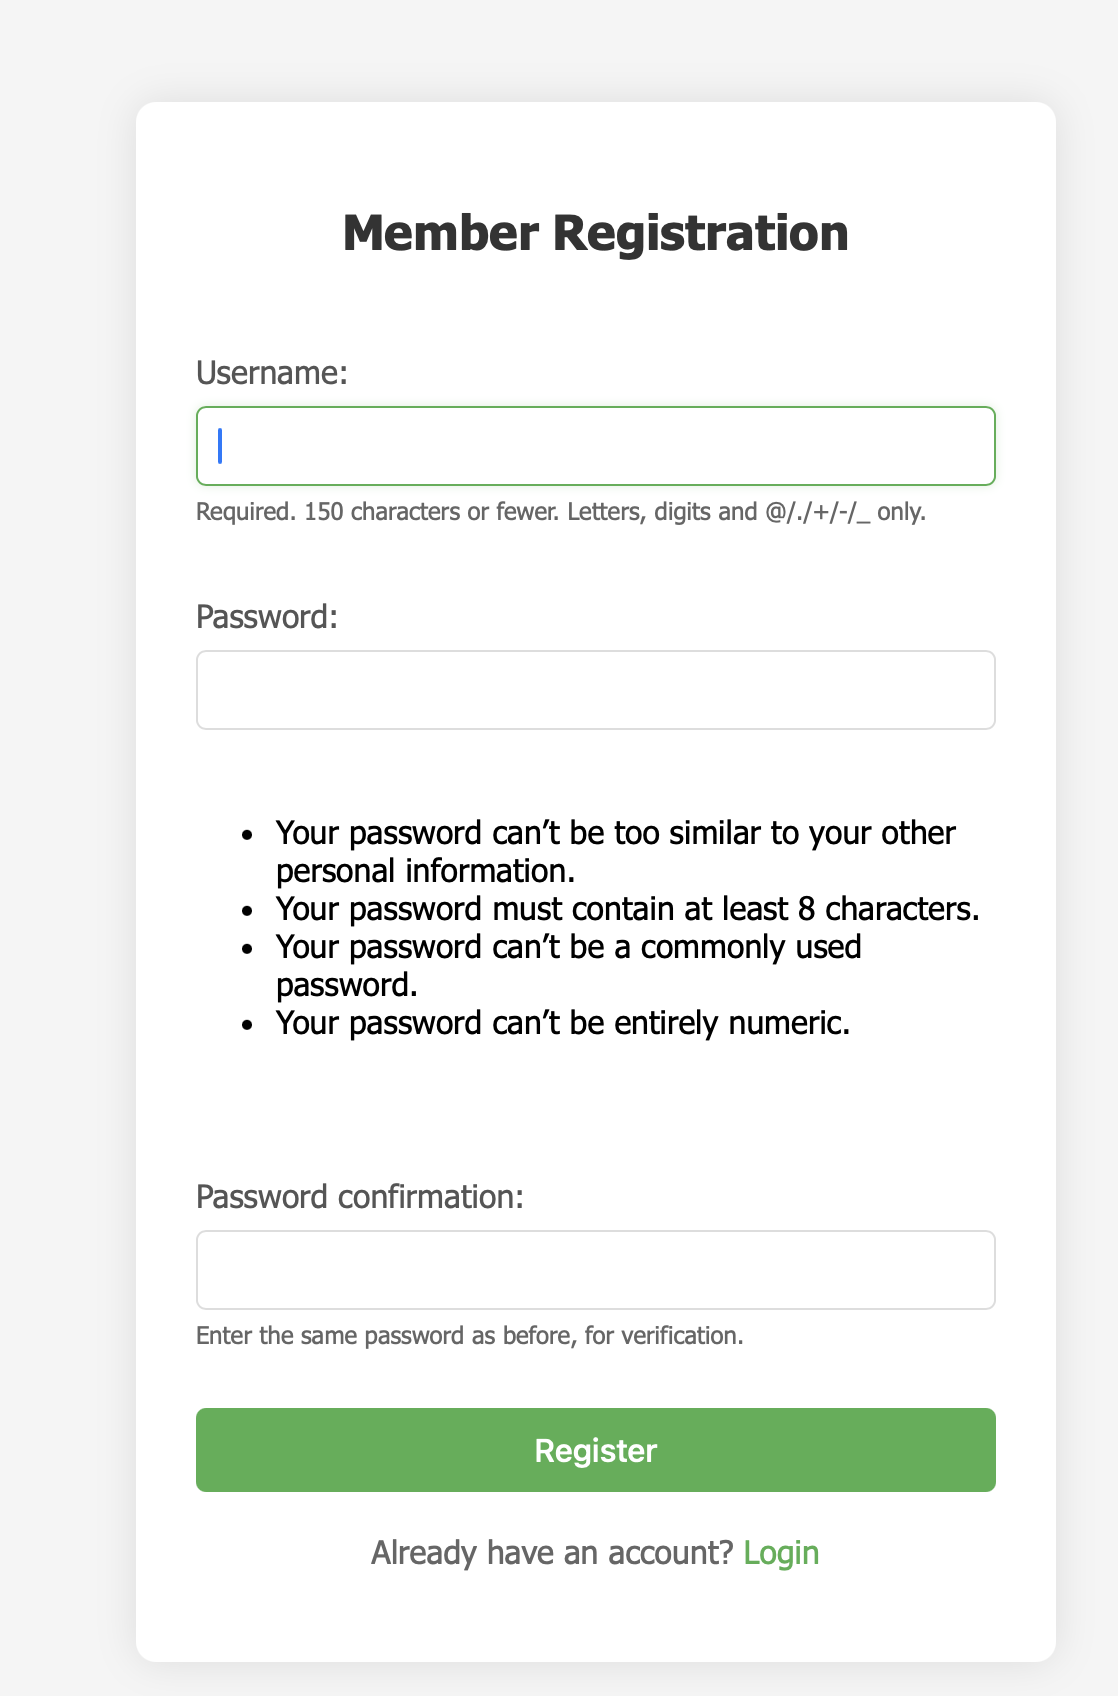 Member Registration
Username:
Required. 150 characters or fewer. Letters, digits and @/./+/-/_ only.
Password:
• Your password can’t be too similar to your other
personal information.
• Your password must contain at least 8 characters.
• Your password can’t be a commonly used
password.
• Your password can’t be entirely numeric.
Password confirmation:
Enter the same password as before, for verification.
Register
Already have an account? Login